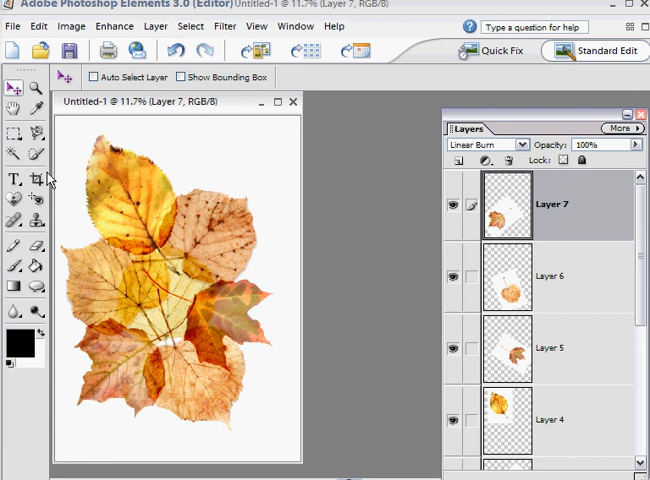 Adobe Photoshop Elements 3.0 (Editor) Untitled-1 @ 11.7% (Layer 7, RGB/8)
File Edit Image Enhance Layer Select Filter View Window Help Type a question for help
Quick Fix Standard Edit
Auto Select Layer Show Bounding Box
Untitled-1 @ 11.7% (Layer 7, RGB/8)
Layers More
Linear Burn Opacity: 100%
Lock:
Layer 7
Layer 6
Layer 5
Layer 4